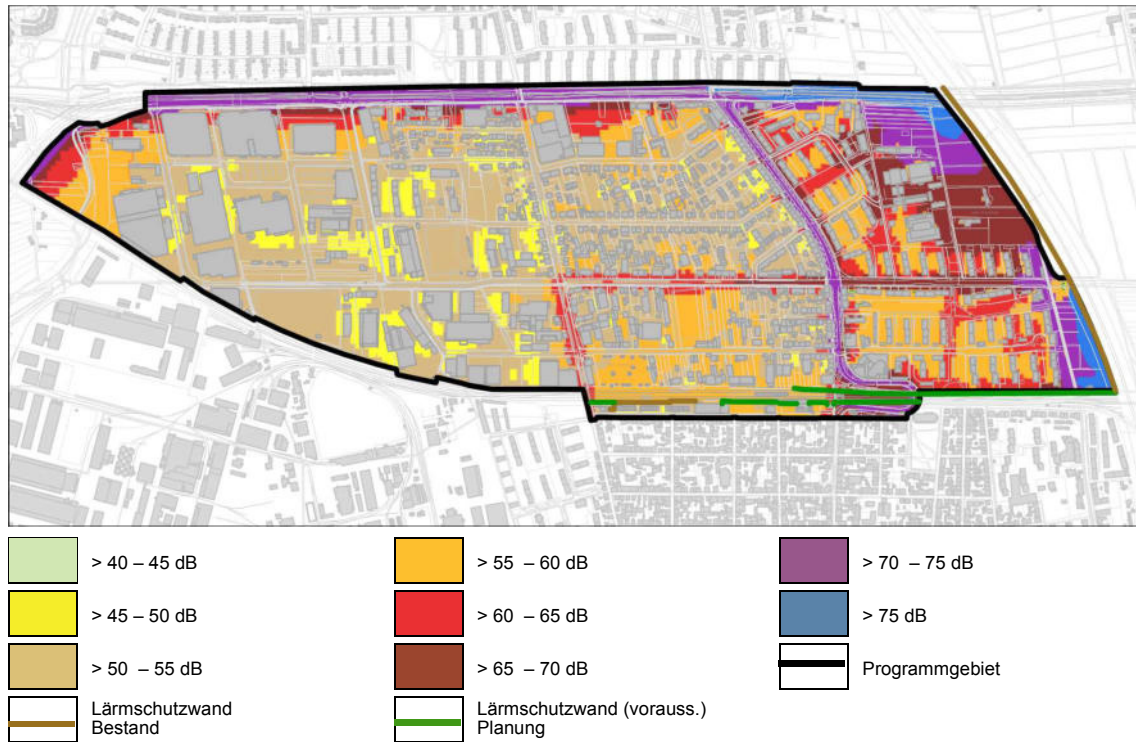 > 40 – 45 dB
> 55 – 60 dB
> 70 – 75 dB
> 45 – 50 dB
> 60 – 65 dB
> 75 dB
> 50 – 55 dB
> 65 – 70 dB
Programmgebiet
Lärmschutzwand
Bestand
Lärmschutzwand (vorauss.)
Planung